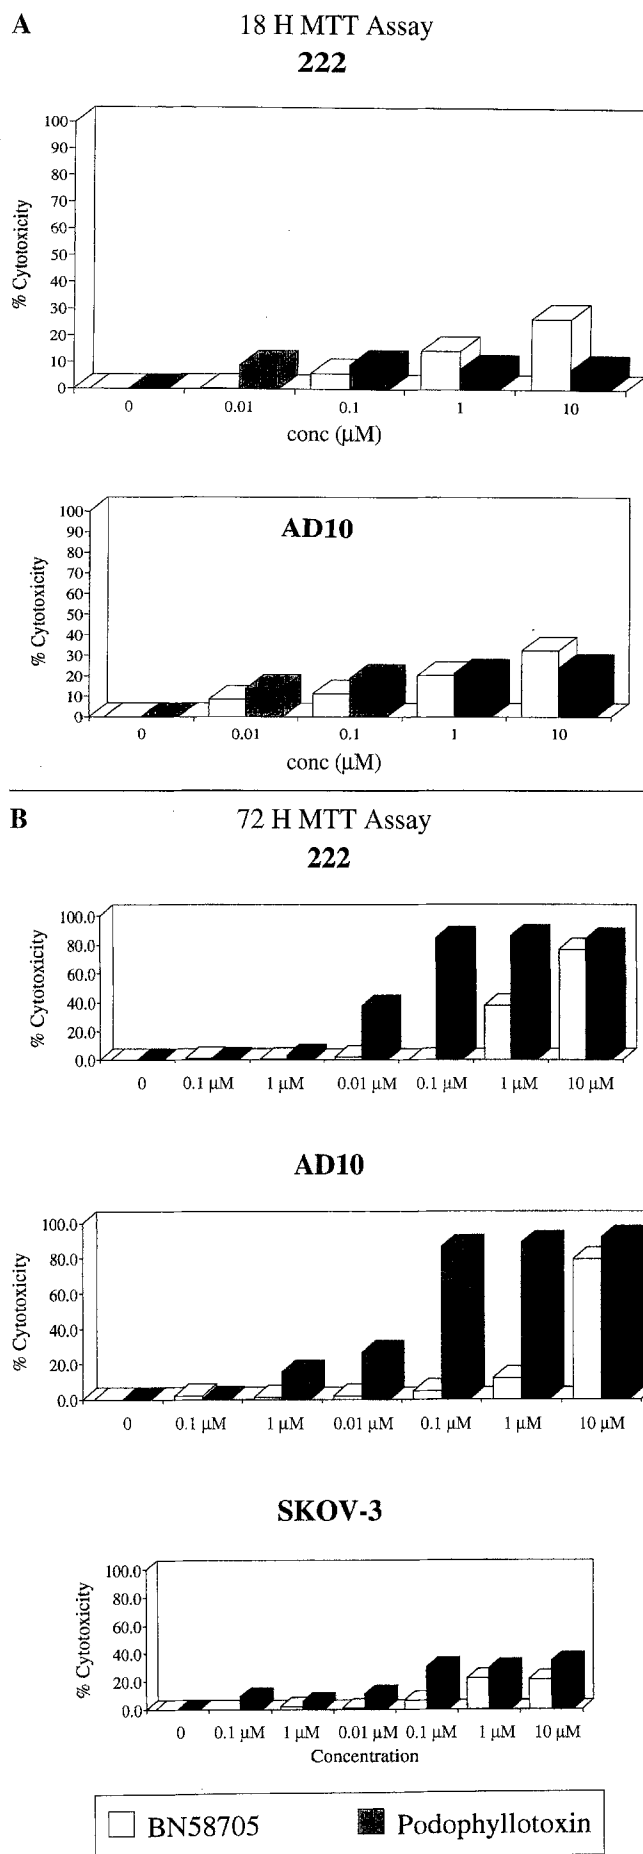 A
18 H MTT Assay
222
% Cytotoxicity
100
90
80
70
60
50
40
30
20
10
0
0 0.01 0.1 1 10
conc (µM)
AD10
% Cytotoxicity
100
90
80
70
60
50
40
30
20
10
0
0 0.01 0.1 1 10
conc (µM)
B
72 H MTT Assay
222
% Cytotoxicity
100.0
80.0
60.0
40.0
20.0
0.0
0 0.1 µM 1 µM 0.01 µM 0.1 µM 1 µM 10 µM
AD10
% Cytotoxicity
100.0
80.0
60.0
40.0
20.0
0.0
0 0.1 µM 1 µM 0.01 µM 0.1 µM 1 µM 10 µM
SKOV-3
% Cytotoxicity
100.0
80.0
60.0
40.0
20.0
0.0
0 0.1 µM 1 µM 0.01 µM 0.1 µM 1 µM 10 µM
Concentration
BN58705 Podophyllotoxin